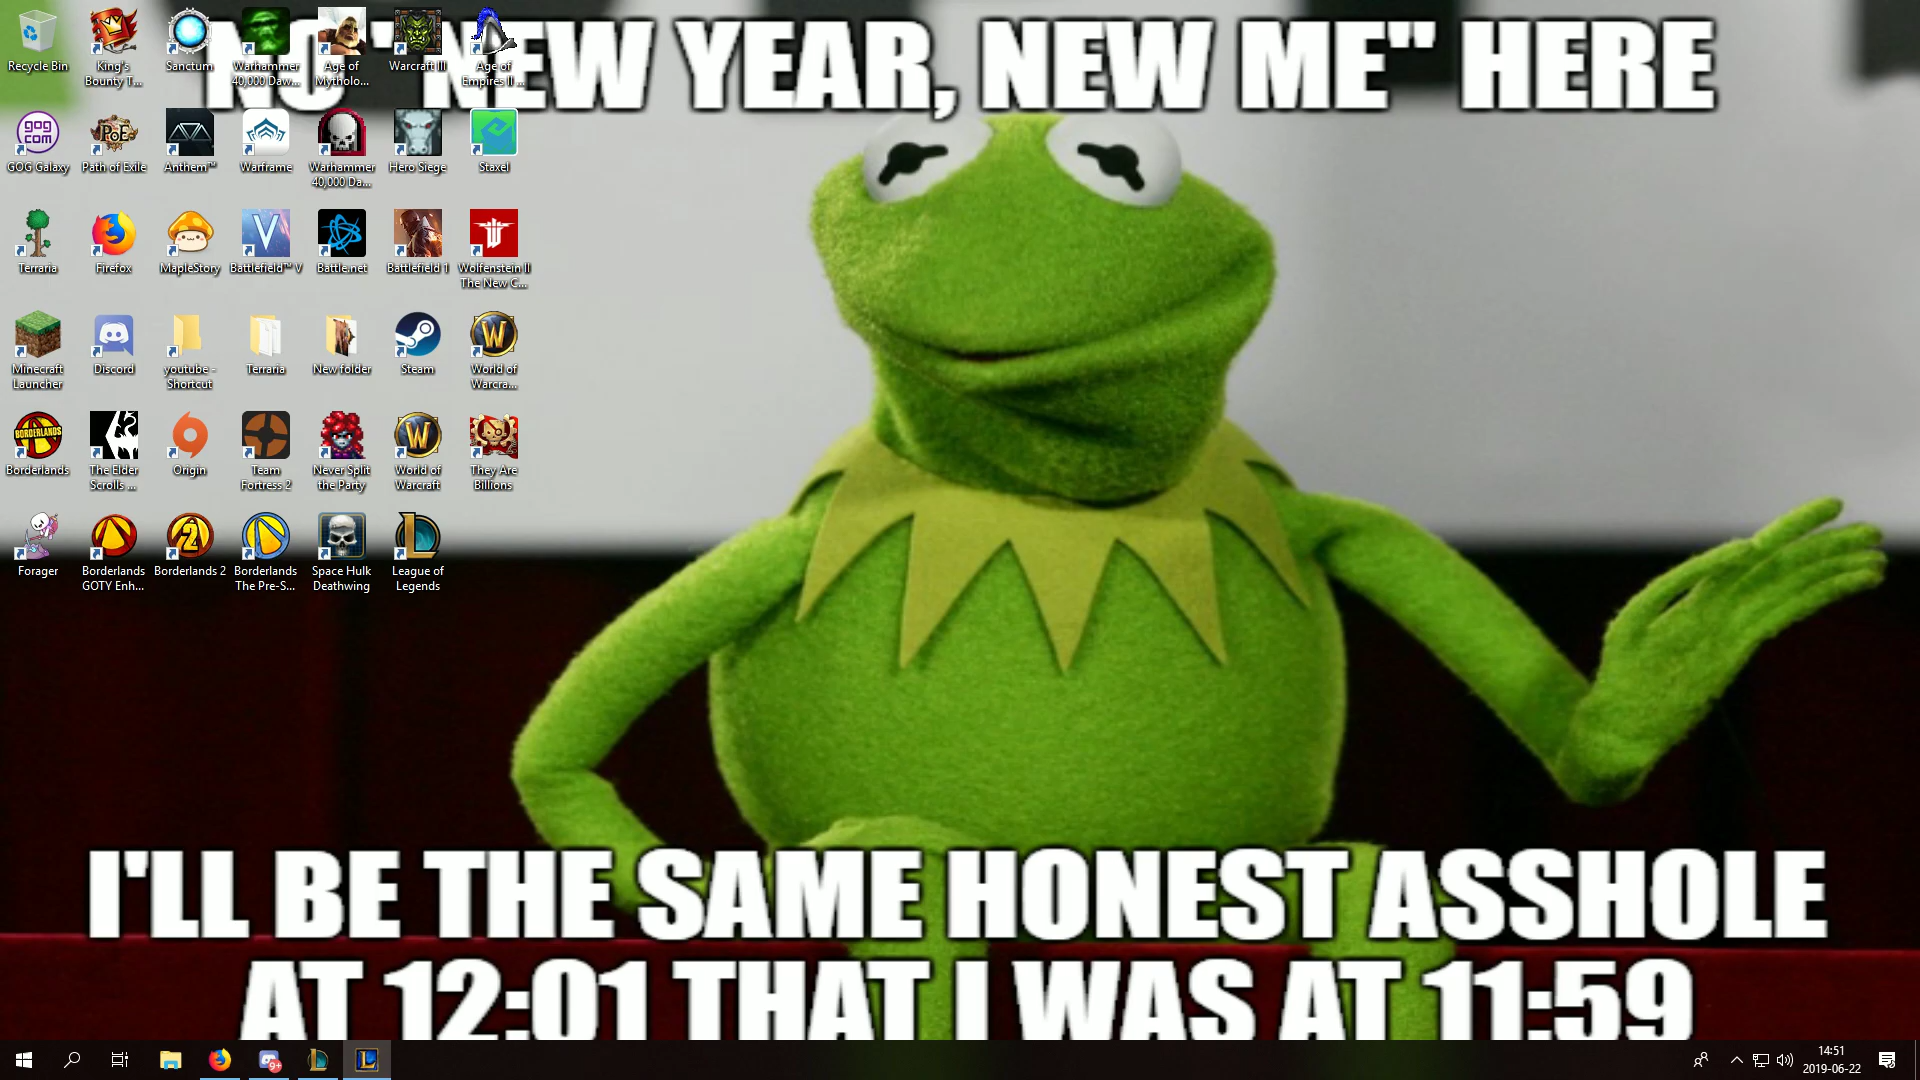 NO "NEW YEAR, NEW ME" HERE
Recycle Bin
King's
Bounty T...
Sanctum
Warhammer
40,000 Daw...
Age of
Mytholo...
Warcraft III
Age of
Empires II ...
gog
com
GOG Galaxy
PoE
Path of Exile
Anthem™
Warframe
Warhammer
40,000 Da...
Hero Siege
Staxel
Terraria
Firefox
MapleStory
V
Battlefield™ V
Battle.net
Battlefield 1
Wolfenstein II
The New C...
Minecraft
Launcher
Discord
youtube -
Shortcut
Terraria
New folder
Steam
W
World of
Warcra...
BORDERLANDS
Borderlands
The Elder
Scrolls ...
Origin
Team
Fortress 2
Never Split
the Party
W
World of
Warcraft
They Are
Billions
Forager
Borderlands
GOTY Enh...
2
Borderlands 2
Borderlands
The Pre-S...
Space Hulk
Deathwing
L
League of
Legends
I'LL BE THE SAME HONEST ASSHOLE
AT 12:01 THAT I WAS AT 11:59
9+
L
L
14:51
2019-06-22